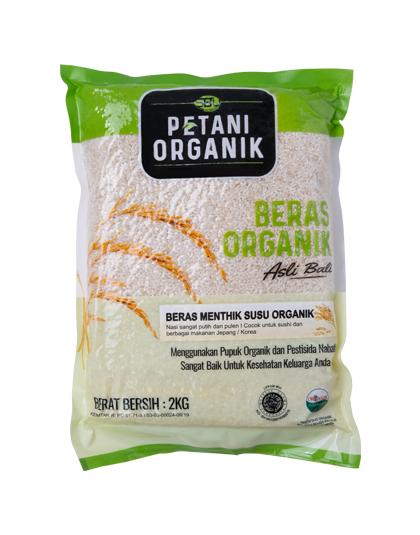 SBL
PETANI
ORGANIK
BERAS
ORGANIK
Asli Bali
BERAS MENTHIK SUSU ORGANIK
Nasi sangat putih dan pulen | Cocok untuk sushi dan
berbagai makanan Jepang / Korea
Menggunakan Pupuk Organik dan Pestisida Nabat
Sangat Baik Untuk Kesehatan Keluarga Anda
BERAT BERSIH : 2KG